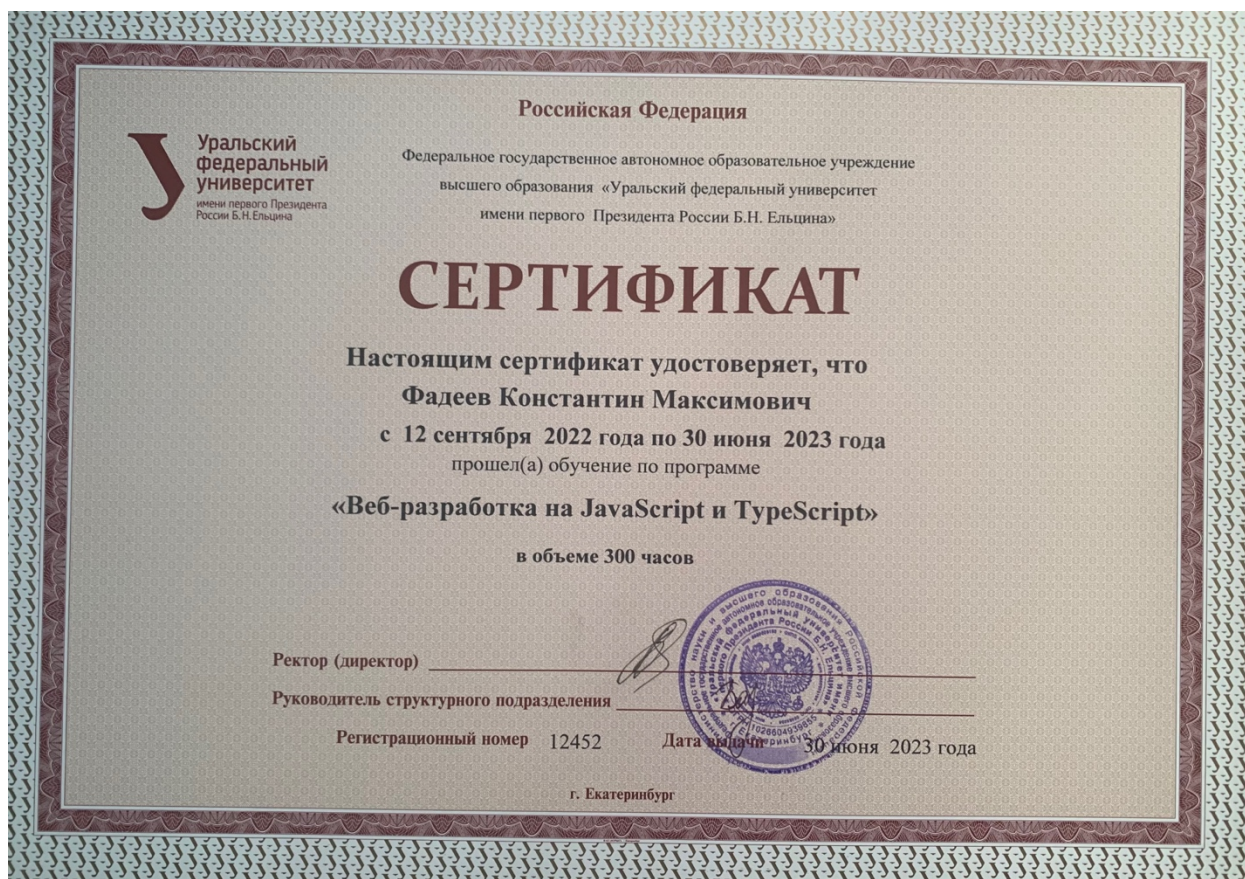 Российская Федерация
Уральский
федеральный
университет
имени первого Президента
России Б.Н.Ельцина
Федеральное государственное автономное образовательное учреждение
высшего образования «Уральский федеральный университет
имени первого Президента России Б.Н. Ельцина»
СЕРТИФИКАТ
Настоящим сертификат удостоверяет, что
Фадеев Константин Максимович
с 12 сентября 2022 года по 30 июня 2023 года
прошел(а) обучение по программе
«Веб-разработка на JavaScript и TypeScript»
в объеме 300 часов
Ректор (директор)
Руководитель структурного подразделения
Регистрационный номер 12452 Дата выдачи 30 июня 2023 года
г. Екатеринбург